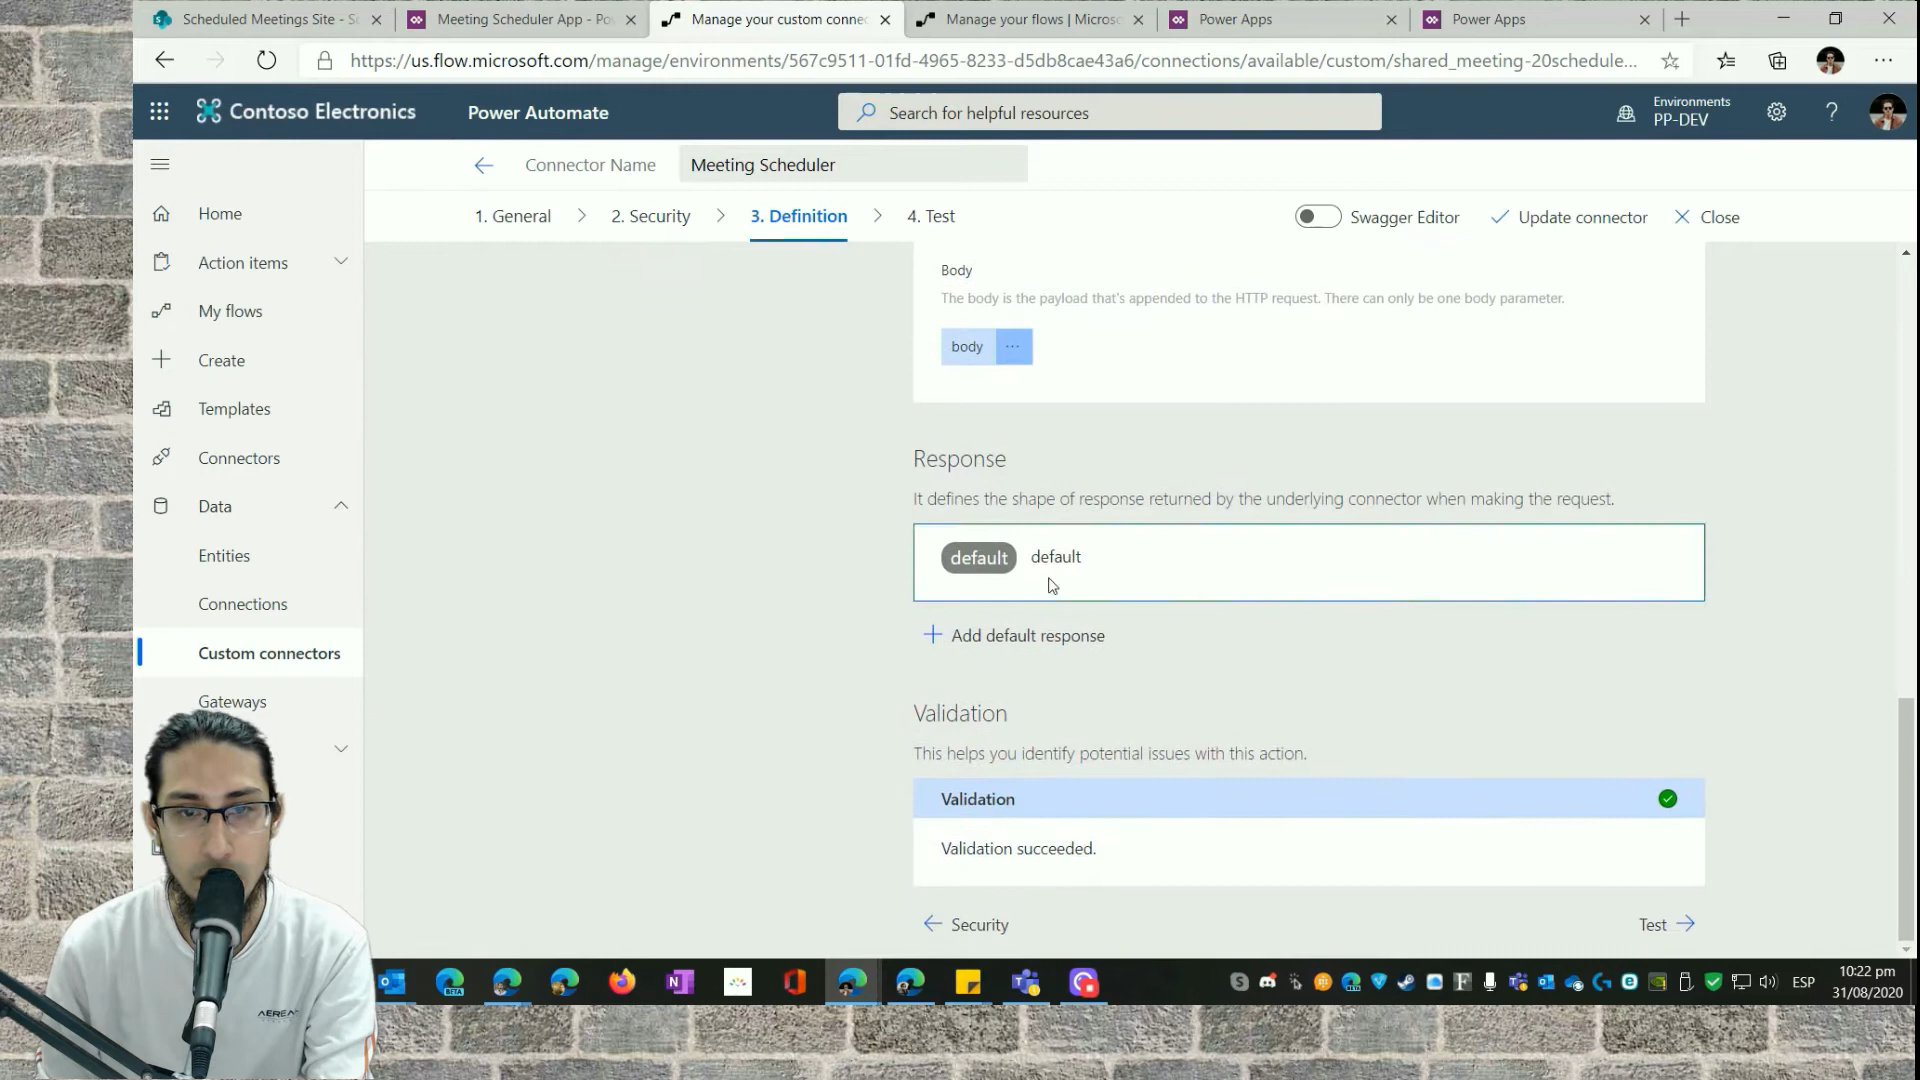 Scheduled Meetings Site - Sc
Meeting Scheduler App - Po
Manage your custom conne
Manage your flows | Micros
Power Apps
Power Apps
https://us.flow.microsoft.com/manage/environments/567c9511-01fd-4965-8233-d5db8cae43a6/connections/available/custom/shared_meeting-20schedule...
Contoso Electronics
Power Automate
Search for helpful resources
Environments
PP-DEV
Connector Name
Meeting Scheduler
1. General
2. Security
3. Definition
4. Test
Swagger Editor
Update connector
Close
Home
Action items
My flows
Create
Templates
Connectors
Data
Entities
Connections
Custom connectors
Gateways
Body
The body is the payload that's appended to the HTTP request. There can only be one body parameter.
body ...
Response
It defines the shape of response returned by the underlying connector when making the request.
default default
Add default response
Validation
This helps you identify potential issues with this action.
Validation
Validation succeeded.
Security
Test
BETA
ESP
10:22 pm
31/08/2020